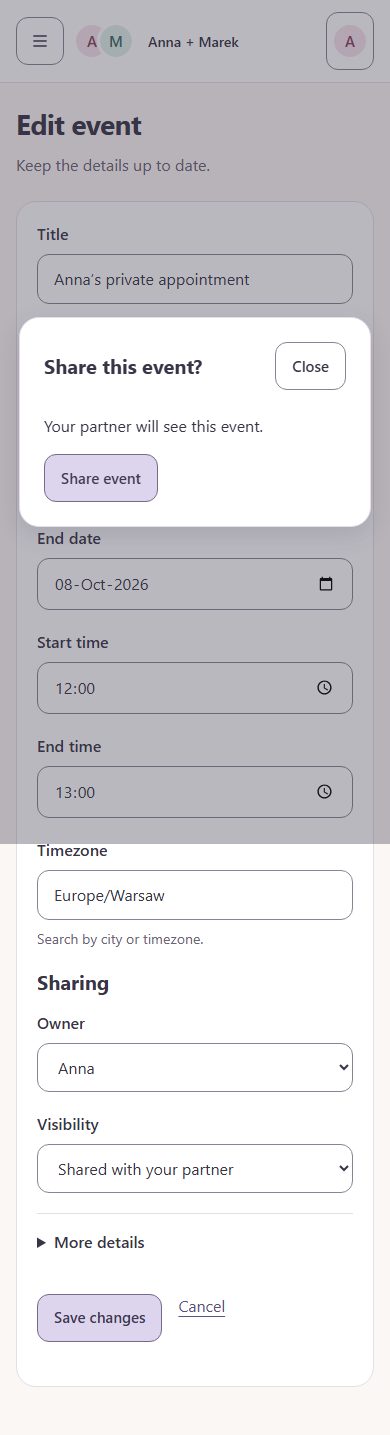 A M Anna + Marek A
Edit event
Keep the details up to date.
Title
Anna's private appointment
Share this event?
Close
Your partner will see this event.
Share event
End date
08-Oct-2026
Start time
12:00
End time
13:00
Timezone
Europe/Warsaw
Search by city or timezone.
Sharing
Owner
Anna
Visibility
Shared with your partner
More details
Save changes
Cancel